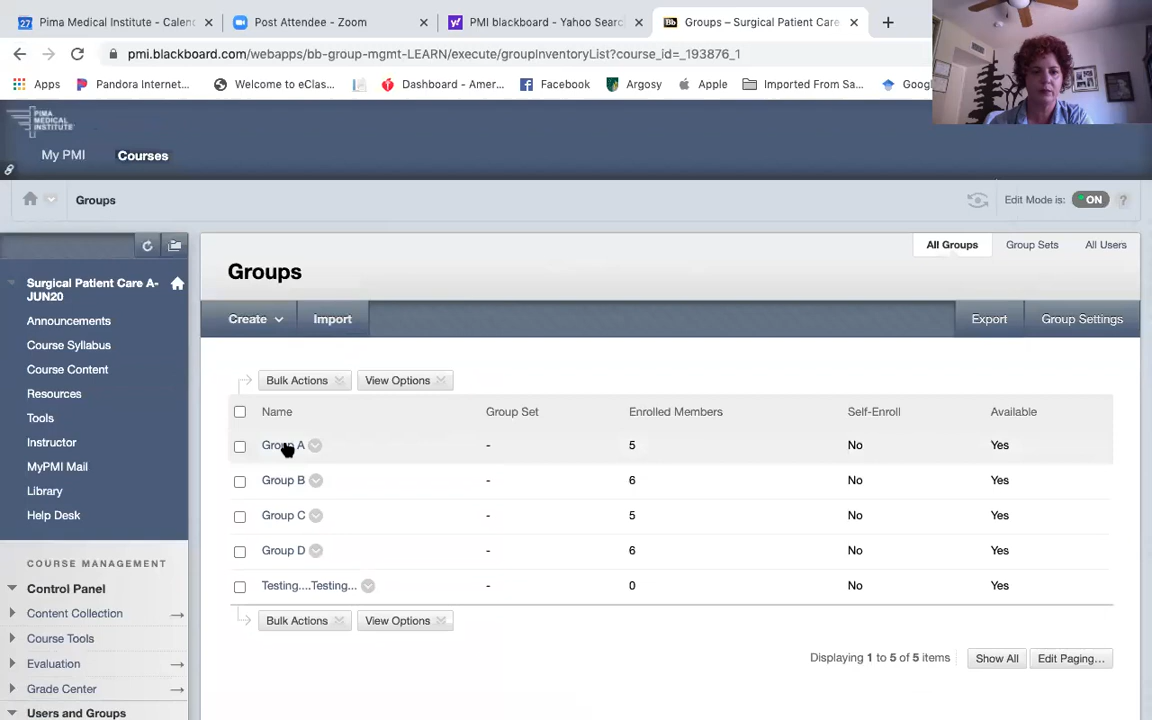 Pima Medical Institute - Calen
Post Attendee - Zoom
PMI blackboard - Yahoo Searc
Groups – Surgical Patient Care
pmi.blackboard.com/webapps/bb-group-mgmt-LEARN/execute/groupInventoryList?course_id=_193876_1
Apps
Pandora Internet...
Welcome to eClas...
Dashboard - Amer...
Facebook
Argosy
Apple
Imported From Sa...
Goog
PIMA
MEDICAL
INSTITUTE
My PMI
Courses
Groups
Edit Mode is:
ON
?
All Groups
Group Sets
All Users
Groups
Create
Import
Export
Group Settings
Surgical Patient Care A-
JUN20
Announcements
Course Syllabus
Course Content
Resources
Tools
Instructor
MyPMI Mail
Library
Help Desk
COURSE MANAGEMENT
Control Panel
Content Collection
Course Tools
Evaluation
Grade Center
Users and Groups
Bulk Actions
View Options
Name Group Set Enrolled Members Self-Enroll Available
Group A - 5 No Yes
Group B - 6 No Yes
Group C - 5 No Yes
Group D - 6 No Yes
Testing....Testing... - 0 No Yes
Bulk Actions
View Options
Displaying 1 to 5 of 5 items
Show All
Edit Paging...